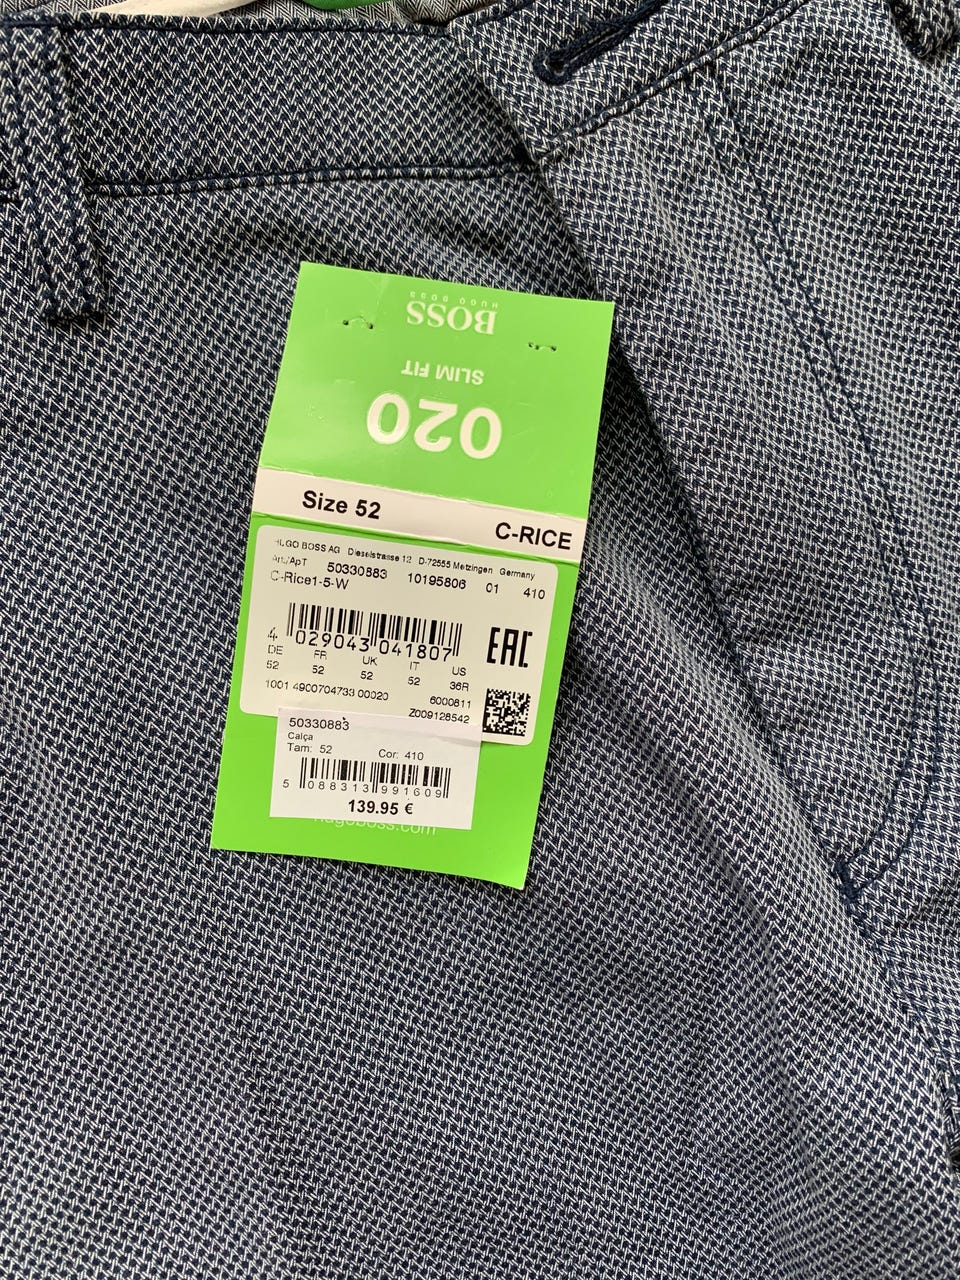 BOSS
HUGO BOSS
SLIM FIT
020
Size 52
C-RICE
HUGO BOSS AG Dieselstrasse 12 D-72555 Metzingen Germany
Art./ApT 50330883 10195806 01 410
C-Rice1-5-W
4 029043 041807
EAC
DE FR UK IT US
52 52 52 52 36R
1001 4900704733 00020 6000811
Z009128542
50330883
Calça
Tam: 52 Cor: 410
5 088313 991609
139.95 €
hugoboss.com